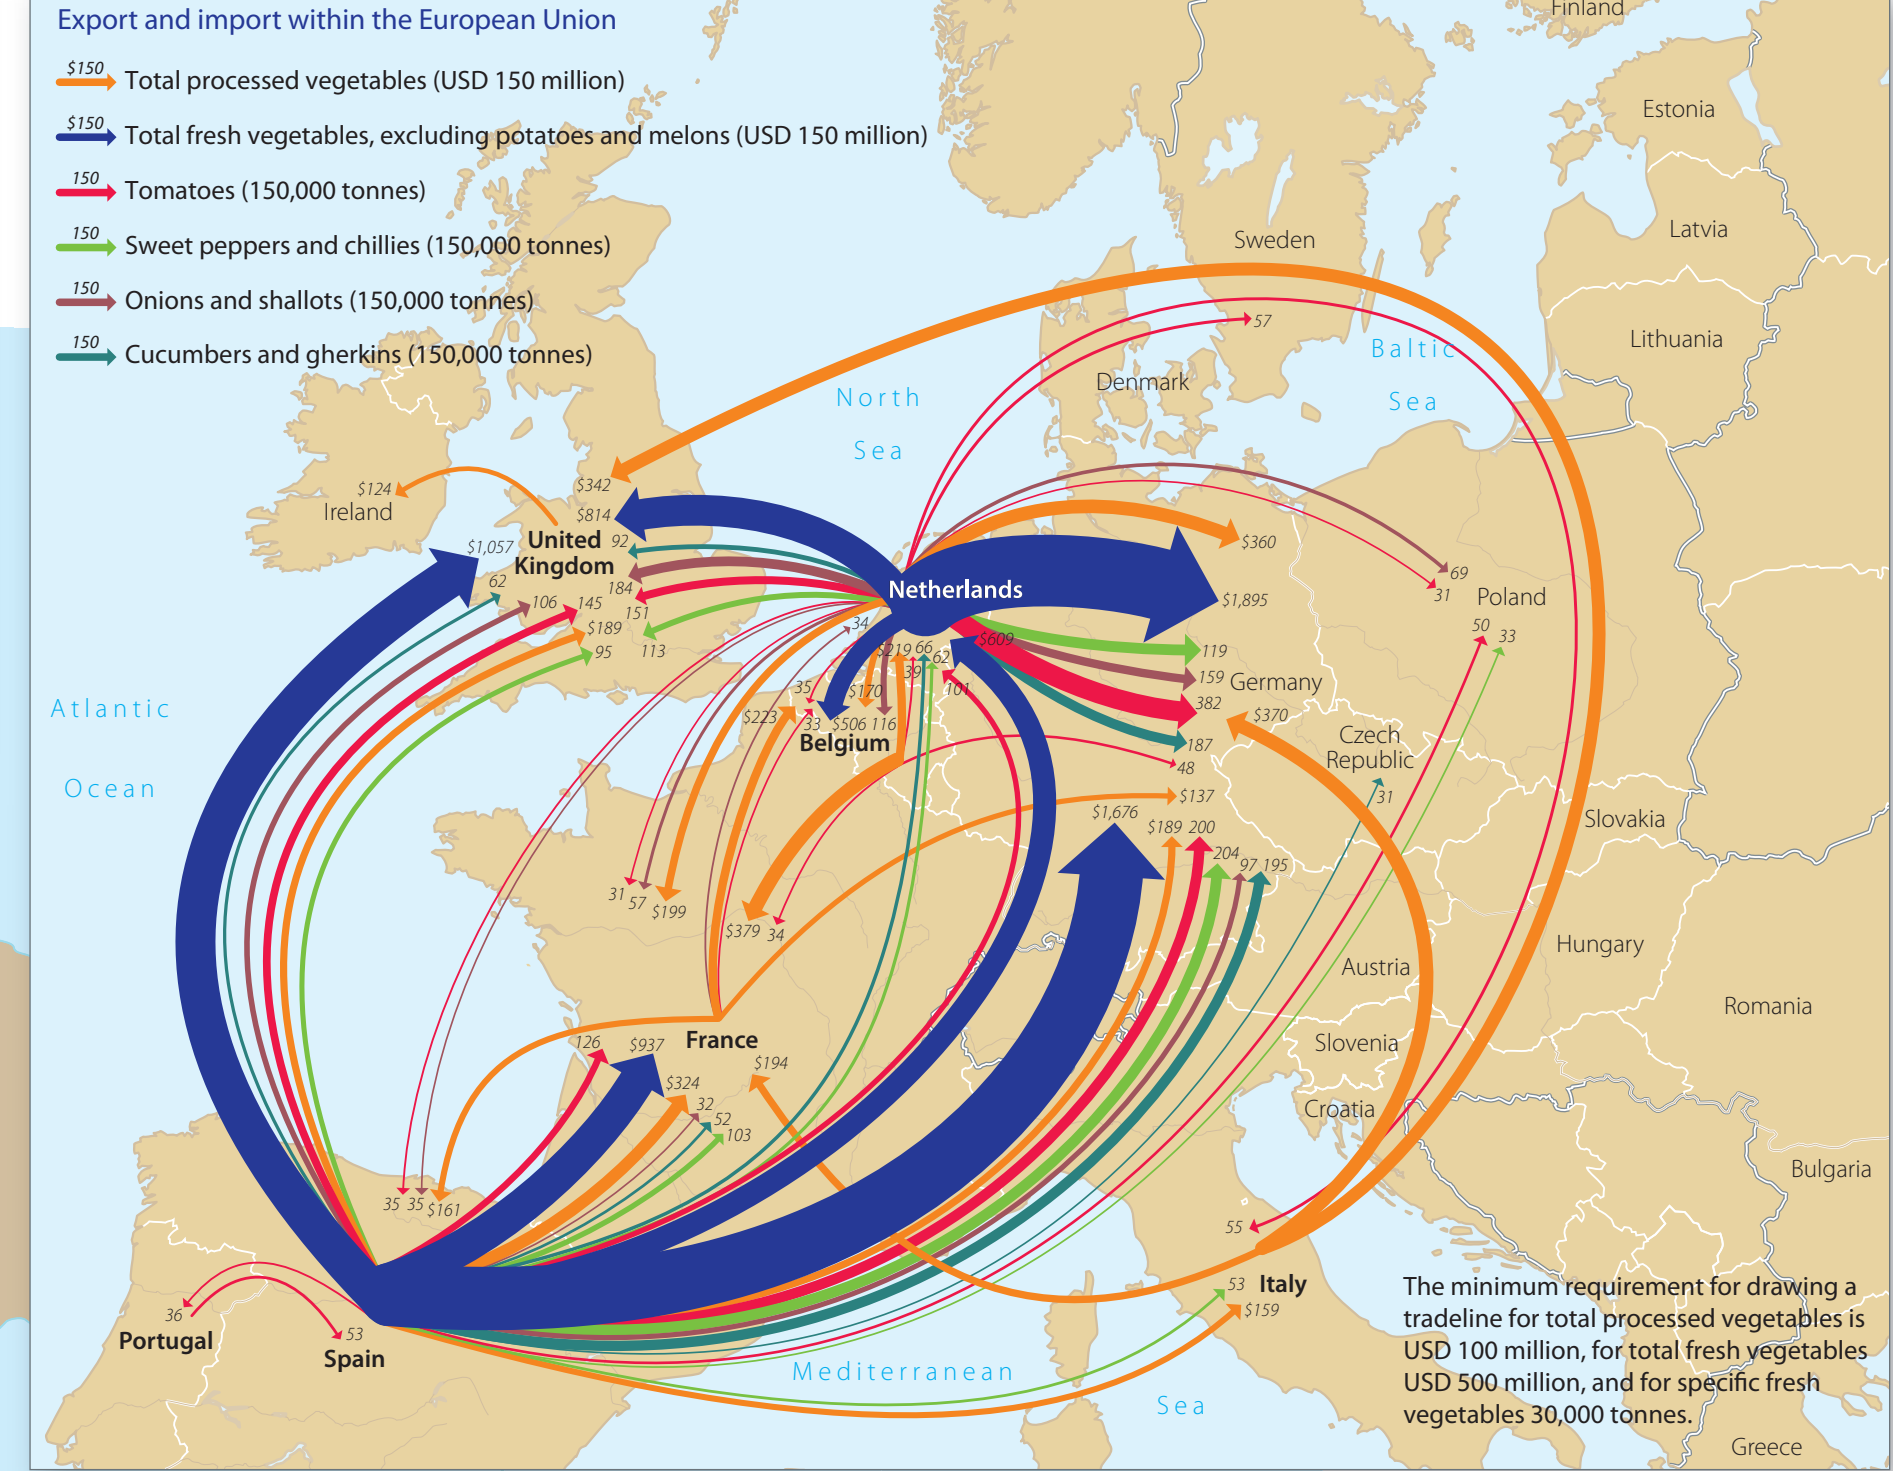 Export and import within the European Union
$150
Total processed vegetables (USD 150 million)
$150
Total fresh vegetables, excluding potatoes and melons (USD 150 million)
150
Tomatoes (150,000 tonnes)
150
Sweet peppers and chillies (150,000 tonnes)
150
Onions and shallots (150,000 tonnes)
150
Cucumbers and gherkins (150,000 tonnes)
Finland
Estonia
Latvia
Sweden
Lithuania
57
Baltic
Sea
Denmark
North
Sea
$124
Ireland
$342
$814
United
Kingdom
92
$1,057
62
106
145
184
151
$189
95
113
Netherlands
$360
$1,895
69
31
Poland
50
33
34
$219
66
62
39
$609
101
119
159
Germany
382
$370
187
48
$137
35
$170
$223
33
$506
116
Belgium
Czech
Republic
31
Atlantic
Ocean
$1,676
$189
200
204
97
195
Slovakia
31
57
$199
$379
34
Hungary
Austria
Romania
France
126
$937
$194
$324
32
52
103
Slovenia
Croatia
Bulgaria
35
35
$161
55
36
Portugal
53
Spain
53
Italy
$159
Mediterranean
Sea
The minimum requirement for drawing a
tradeline for total processed vegetables is
USD 100 million, for total fresh vegetables
USD 500 million, and for specific fresh
vegetables 30,000 tonnes.
Greece